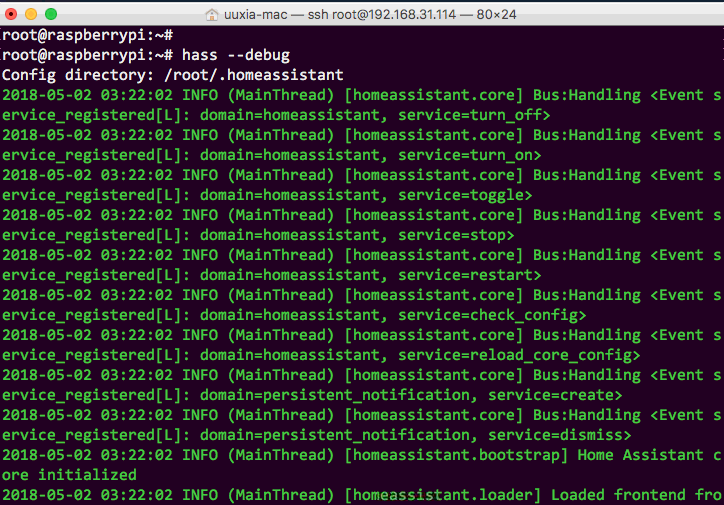 uuxia-mac — ssh root@192.168.31.114 — 80×24
root@raspberrypi:~#
root@raspberrypi:~# hass --debug
Config directory: /root/.homeassistant
2018-05-02 03:22:02 INFO (MainThread) [homeassistant.core] Bus:Handling <Event s
ervice_registered[L]: domain=homeassistant, service=turn_off>
2018-05-02 03:22:02 INFO (MainThread) [homeassistant.core] Bus:Handling <Event s
ervice_registered[L]: domain=homeassistant, service=turn_on>
2018-05-02 03:22:02 INFO (MainThread) [homeassistant.core] Bus:Handling <Event s
ervice_registered[L]: domain=homeassistant, service=toggle>
2018-05-02 03:22:02 INFO (MainThread) [homeassistant.core] Bus:Handling <Event s
ervice_registered[L]: domain=homeassistant, service=stop>
2018-05-02 03:22:02 INFO (MainThread) [homeassistant.core] Bus:Handling <Event s
ervice_registered[L]: domain=homeassistant, service=restart>
2018-05-02 03:22:02 INFO (MainThread) [homeassistant.core] Bus:Handling <Event s
ervice_registered[L]: domain=homeassistant, service=check_config>
2018-05-02 03:22:02 INFO (MainThread) [homeassistant.core] Bus:Handling <Event s
ervice_registered[L]: domain=homeassistant, service=reload_core_config>
2018-05-02 03:22:02 INFO (MainThread) [homeassistant.core] Bus:Handling <Event s
ervice_registered[L]: domain=persistent_notification, service=create>
2018-05-02 03:22:02 INFO (MainThread) [homeassistant.core] Bus:Handling <Event s
ervice_registered[L]: domain=persistent_notification, service=dismiss>
2018-05-02 03:22:02 INFO (MainThread) [homeassistant.bootstrap] Home Assistant c
ore initialized
2018-05-02 03:22:02 INFO (MainThread) [homeassistant.loader] Loaded frontend fro